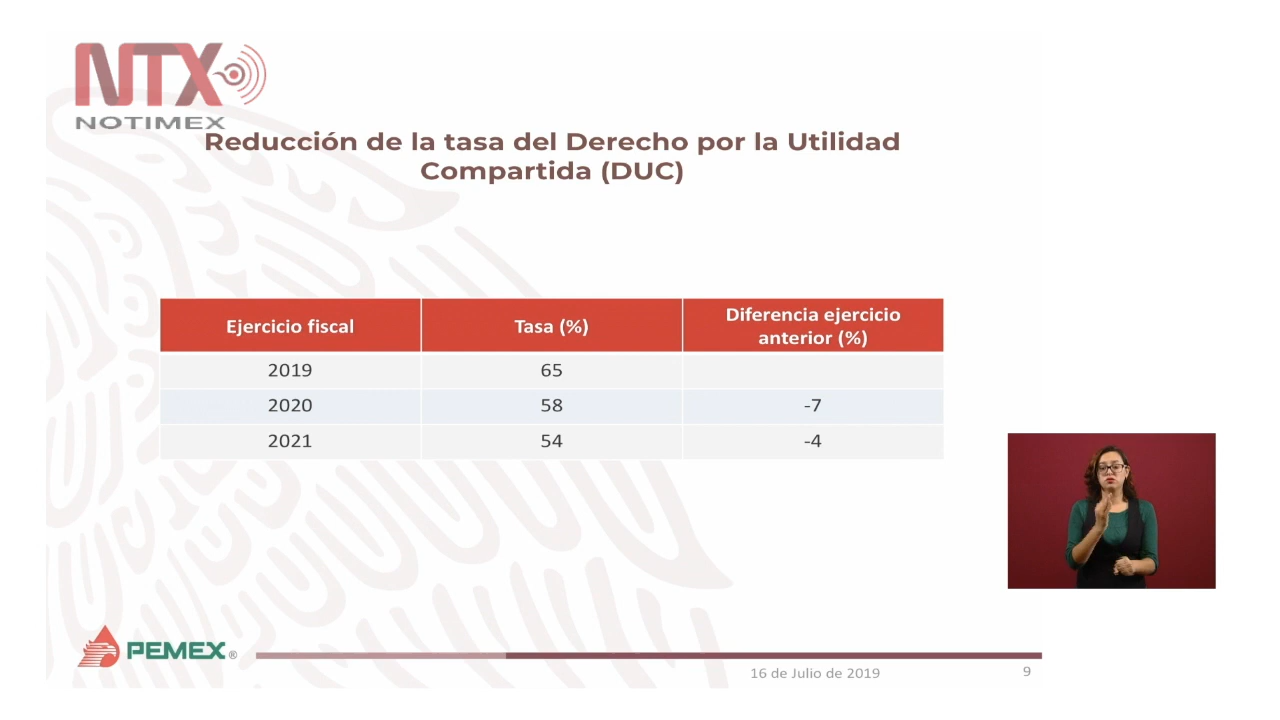 NTX
NOTIMEX
Reducción de la tasa del Derecho por la Utilidad
Compartida (DUC)
Ejercicio fiscal Tasa (%) Diferencia ejercicio anterior (%)
2019 65
2020 58 -7
2021 54 -4
PEMEX®
16 de Julio de 2019 9